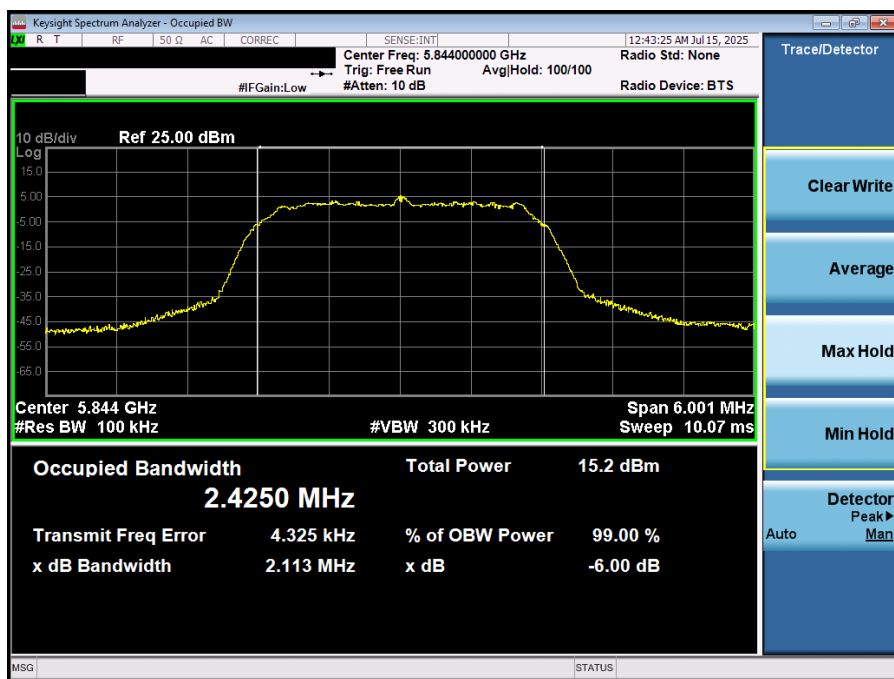 Keysight Spectrum Analyzer - Occupied BW
LXI R T RF 50 Ω AC CORREC SENSE:INT 12:43:25 AM Jul 15, 2025
Center Freq: 5.844000000 GHz Radio Std: None
Trig: Free Run Avg|Hold: 100/100
#IFGain:Low #Atten: 10 dB Radio Device: BTS
Trace/Detector
10 dB/div Ref 25.00 dBm
Log
15.0
5.00
-5.00
-15.0
-25.0
-35.0
-45.0
-55.0
-65.0
Center 5.844 GHz Span 6.001 MHz
#Res BW 100 kHz #VBW 300 kHz Sweep 10.07 ms
Occupied Bandwidth Total Power 15.2 dBm
2.4250 MHz
Transmit Freq Error 4.325 kHz % of OBW Power 99.00 %
x dB Bandwidth 2.113 MHz x dB -6.00 dB
Clear Write
Average
Max Hold
Min Hold
Detector
Peak▶
Auto Man
MSG STATUS